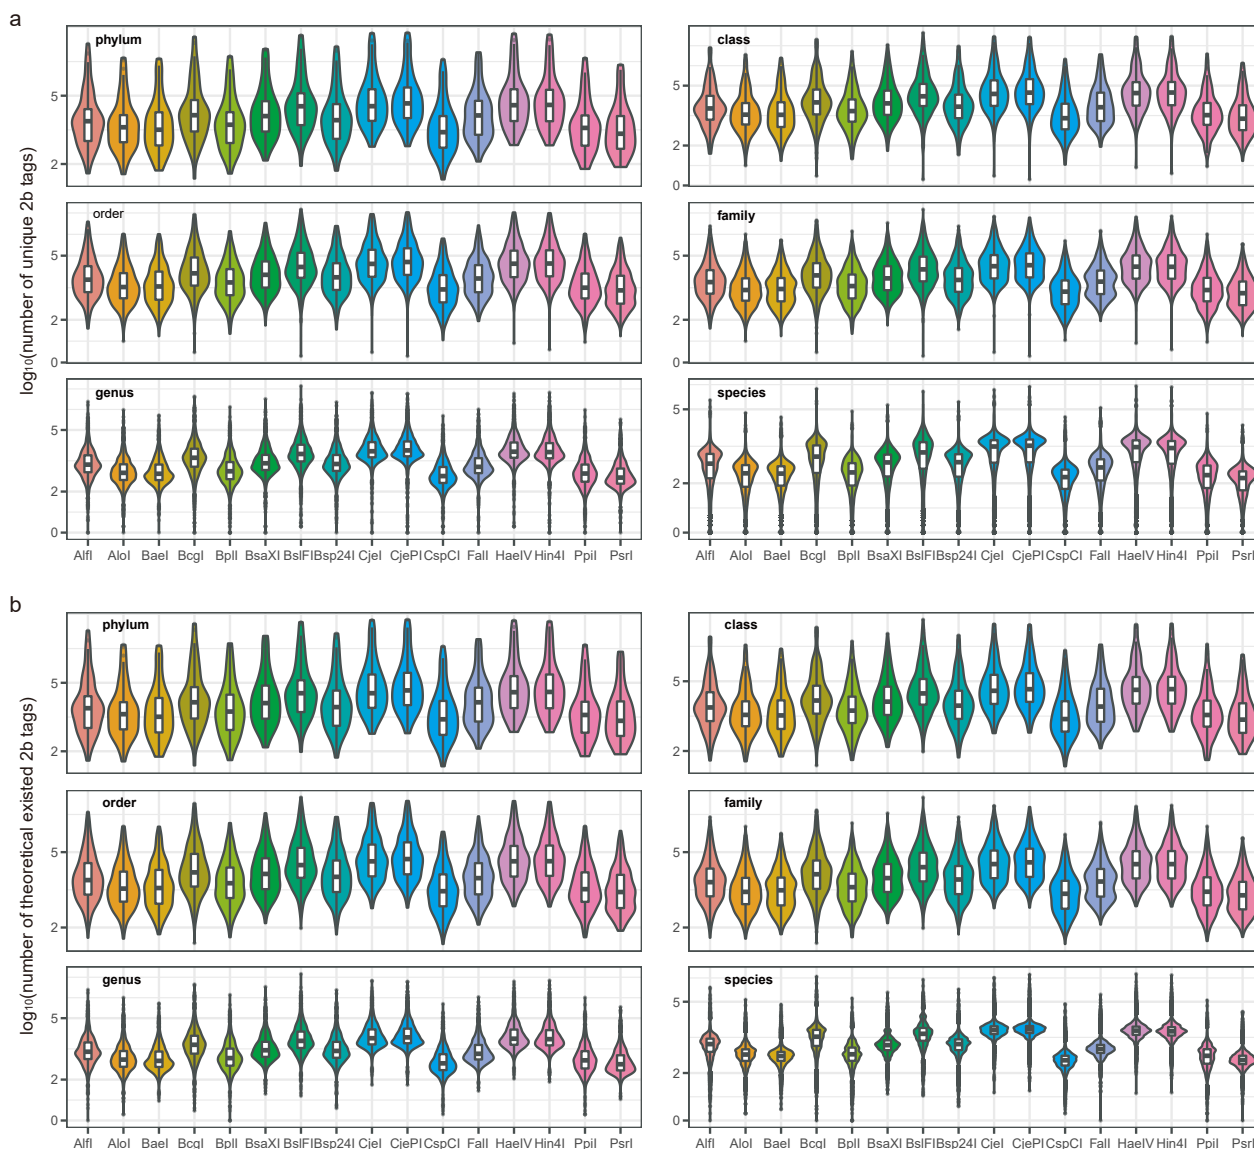 a
log₁₀(number of unique 2b tags)
phylum
5
2
class
5
2
0
order
5
2
0
family
5
2
0
genus
5
2
0
species
5
2
0
AlfI AloI BaeI BcgI BplI BsaXI BslFI Bsp24I CjeI CjePI CspCI FalI HaeIV Hin4I PpiI PsrI
AlfI AloI BaeI BcgI BplI BsaXI BslFI Bsp24I CjeI CjePI CspCI FalI HaeIV Hin4I PpiI PsrI
b
log₁₀(number of theoretical existed 2b tags)
phylum
5
2
class
5
2
order
5
2
family
5
2
genus
5
2
0
species
5
2
0
AlfI AloI BaeI BcgI BplI BsaXI BslFI Bsp24I CjeI CjePI CspCI FalI HaeIV Hin4I PpiI PsrI
AlfI AloI BaeI BcgI BplI BsaXI BslFI Bsp24I CjeI CjePI CspCI FalI HaeIV Hin4I PpiI PsrI